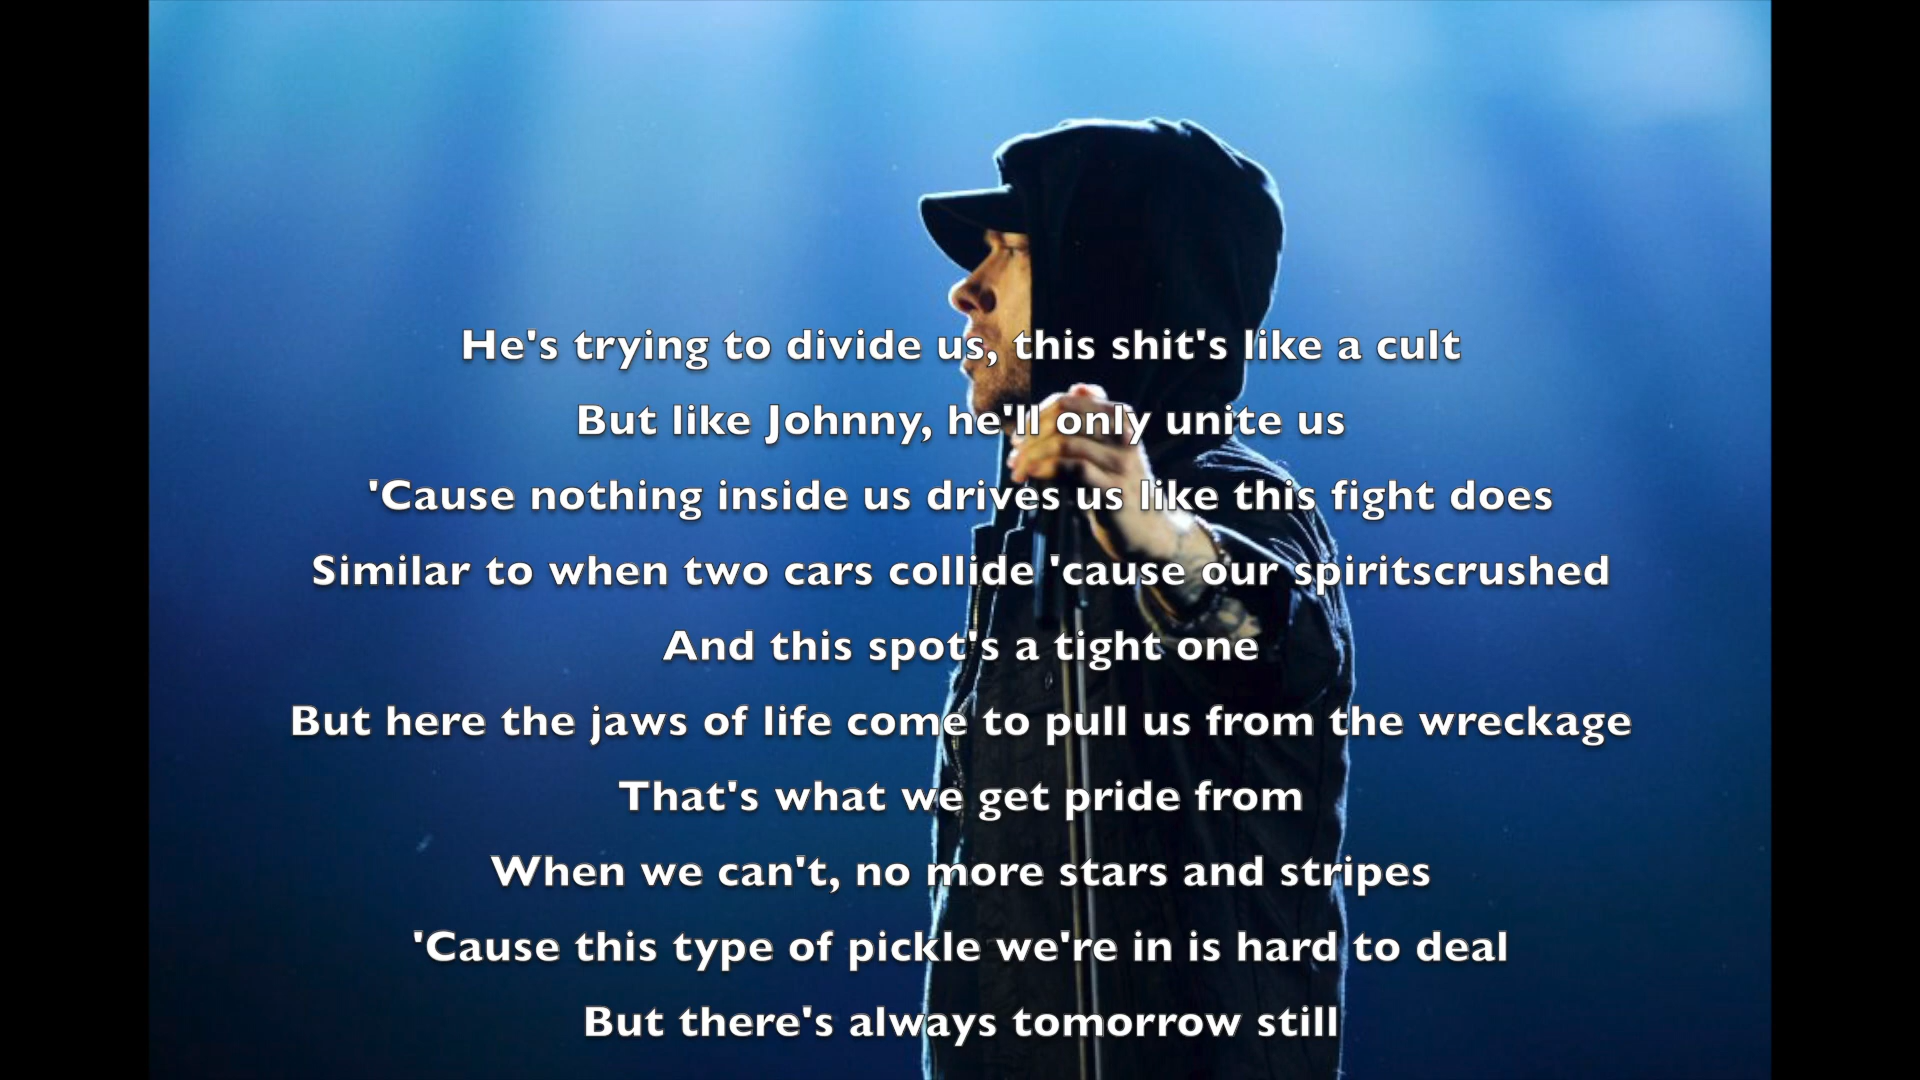 He's trying to divide us, this shit's like a cult
But like Johnny, he'll only unite us
'Cause nothing inside us drives us like this fight does
Similar to when two cars collide 'cause our spiritscrushed
And this spot's a tight one
But here the jaws of life come to pull us from the wreckage
That's what we get pride from
When we can't, no more stars and stripes
'Cause this type of pickle we're in is hard to deal
But there's always tomorrow still